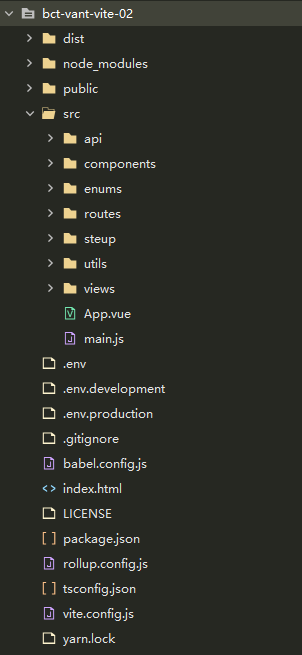 bct-vant-vite-02
dist
node_modules
public
src
api
components
enums
routes
steup
utils
views
App.vue
main.js
.env
.env.development
.env.production
.gitignore
babel.config.js
index.html
LICENSE
package.json
rollup.config.js
tsconfig.json
vite.config.js
yarn.lock